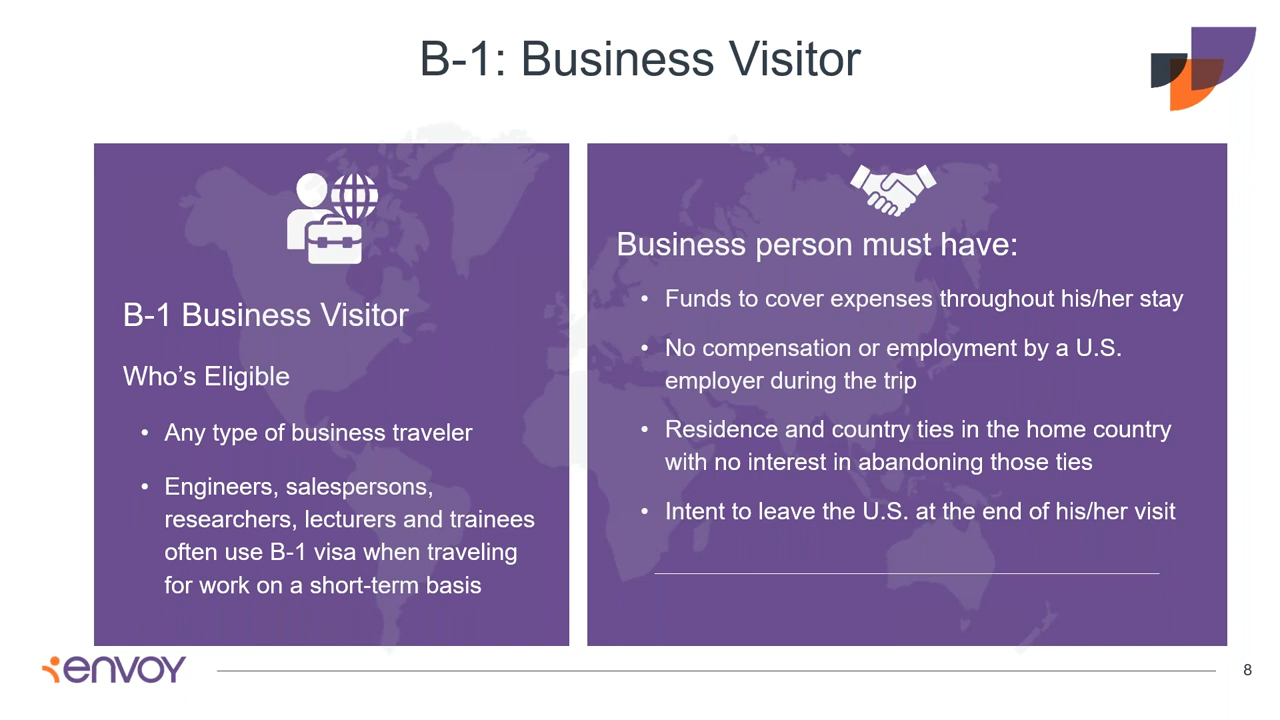 B-1: Business Visitor
B-1 Business Visitor
Who's Eligible
• Any type of business traveler
• Engineers, salespersons,
researchers, lecturers and trainees
often use B-1 visa when traveling
for work on a short-term basis
Business person must have:
• Funds to cover expenses throughout his/her stay
• No compensation or employment by a U.S.
employer during the trip
• Residence and country ties in the home country
with no interest in abandoning those ties
• Intent to leave the U.S. at the end of his/her visit
envoy
8